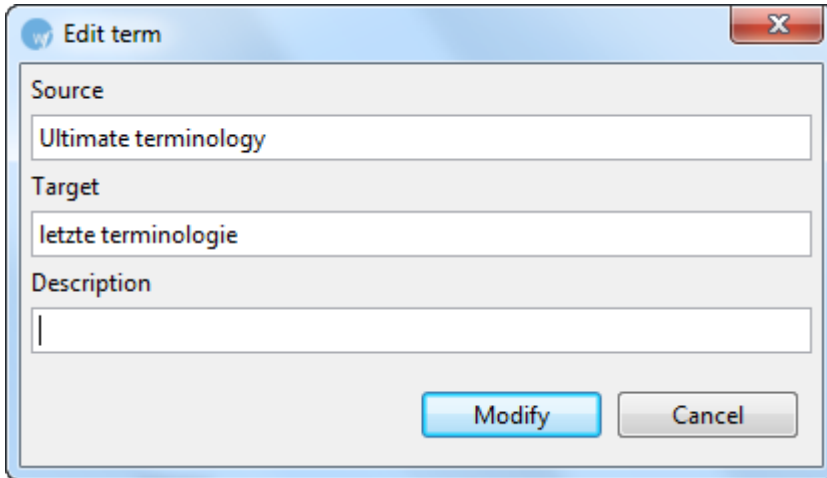 Edit term
Source
Ultimate terminology
Target
letzte terminologie
Description
Modify Cancel